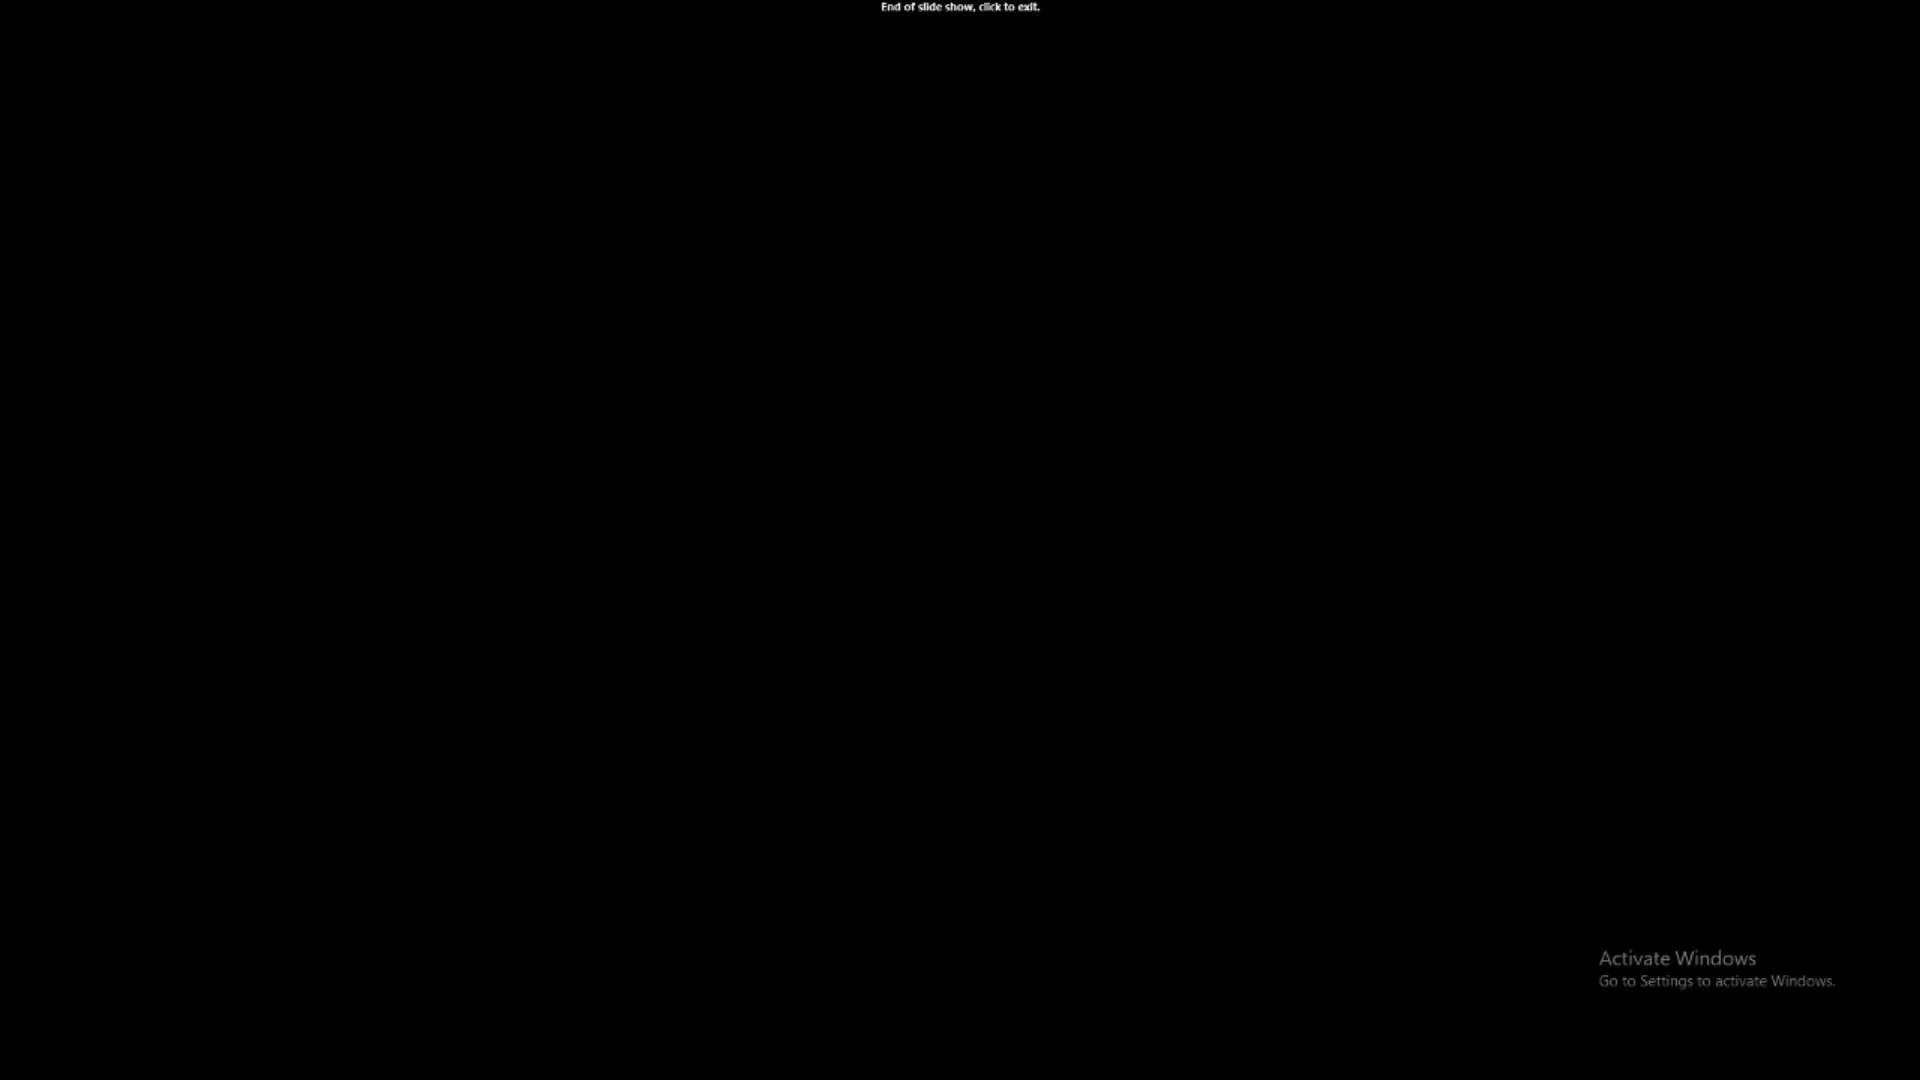 End of slide show, click to exit.
Activate Windows
Go to Settings to activate Windows.